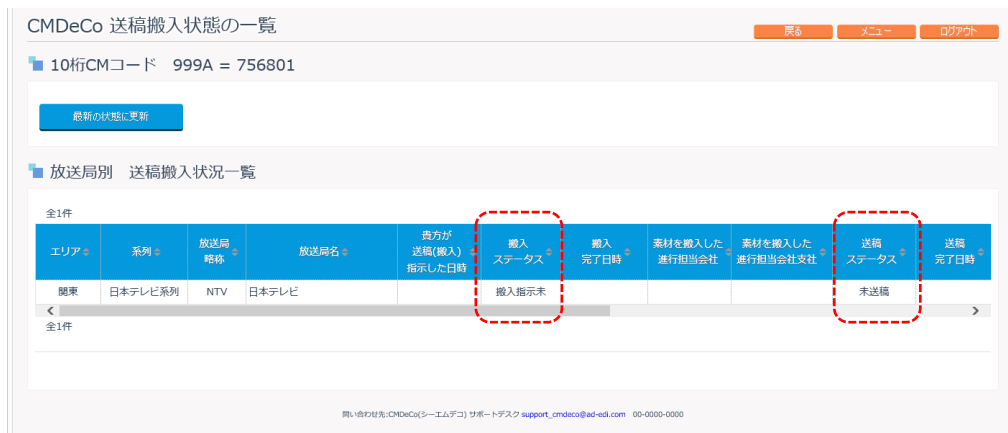 CMDeCo 送稿搬入状態の一覧
戻る メニュー ログアウト
10桁CMコード 999A = 756801
最新の状態に更新
放送局別 送稿搬入状況一覧
全1件
エリア 系列 放送局略称 放送局名 貴方が送稿(搬入)指示した日時 搬入ステータス 搬入完了日時 素材を搬入した進行担当会社 素材を搬入した進行担当会社支社 送稿ステータス 送稿完了日時
関東 日本テレビ系列 NTV 日本テレビ 搬入指示未 未送稿
全1件
問い合わせ先:CMDeCo(シーエムデコ) サポートデスク support_cmdeco@ad-edi.com 00-0000-0000